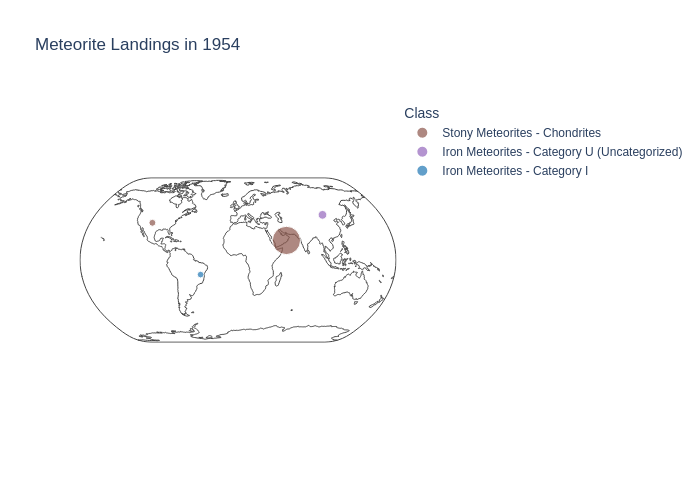 Meteorite Landings in 1954
Class
Stony Meteorites - Chondrites
Iron Meteorites - Category U (Uncategorized)
Iron Meteorites - Category I